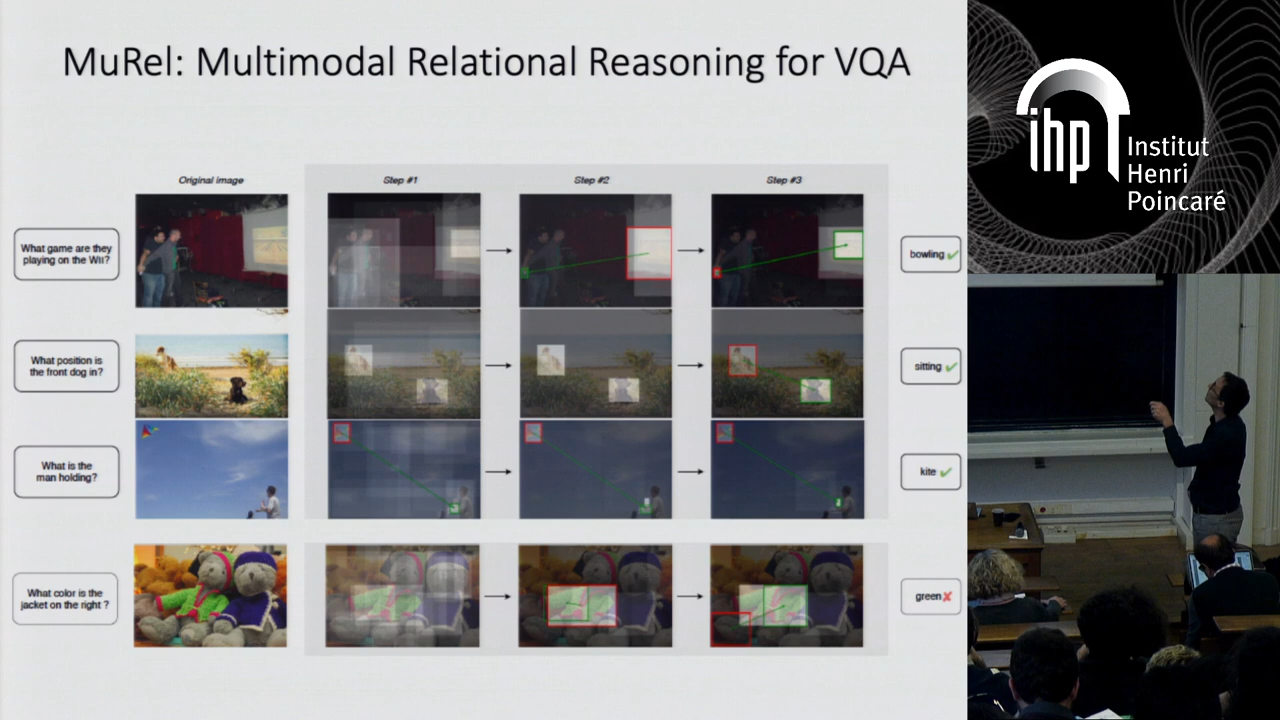 MuRel: Multimodal Relational Reasoning for VQA
Original image
Step #1
Step #2
Step #3
What game are they
playing on the Wii?
bowling
What position is
the front dog in?
sitting
What is the
man holding?
kite
What color is the
jacket on the right ?
green
ihp
Institut
Henri
Poincaré